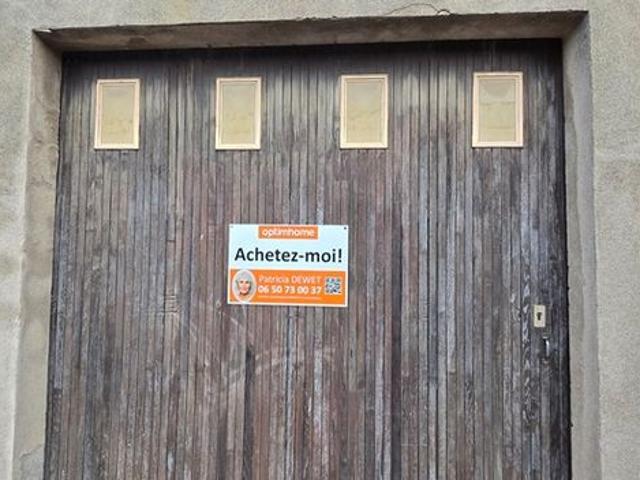 optimhome
Achetez-moi!
Patricia DEWET
06 50 73 00 37